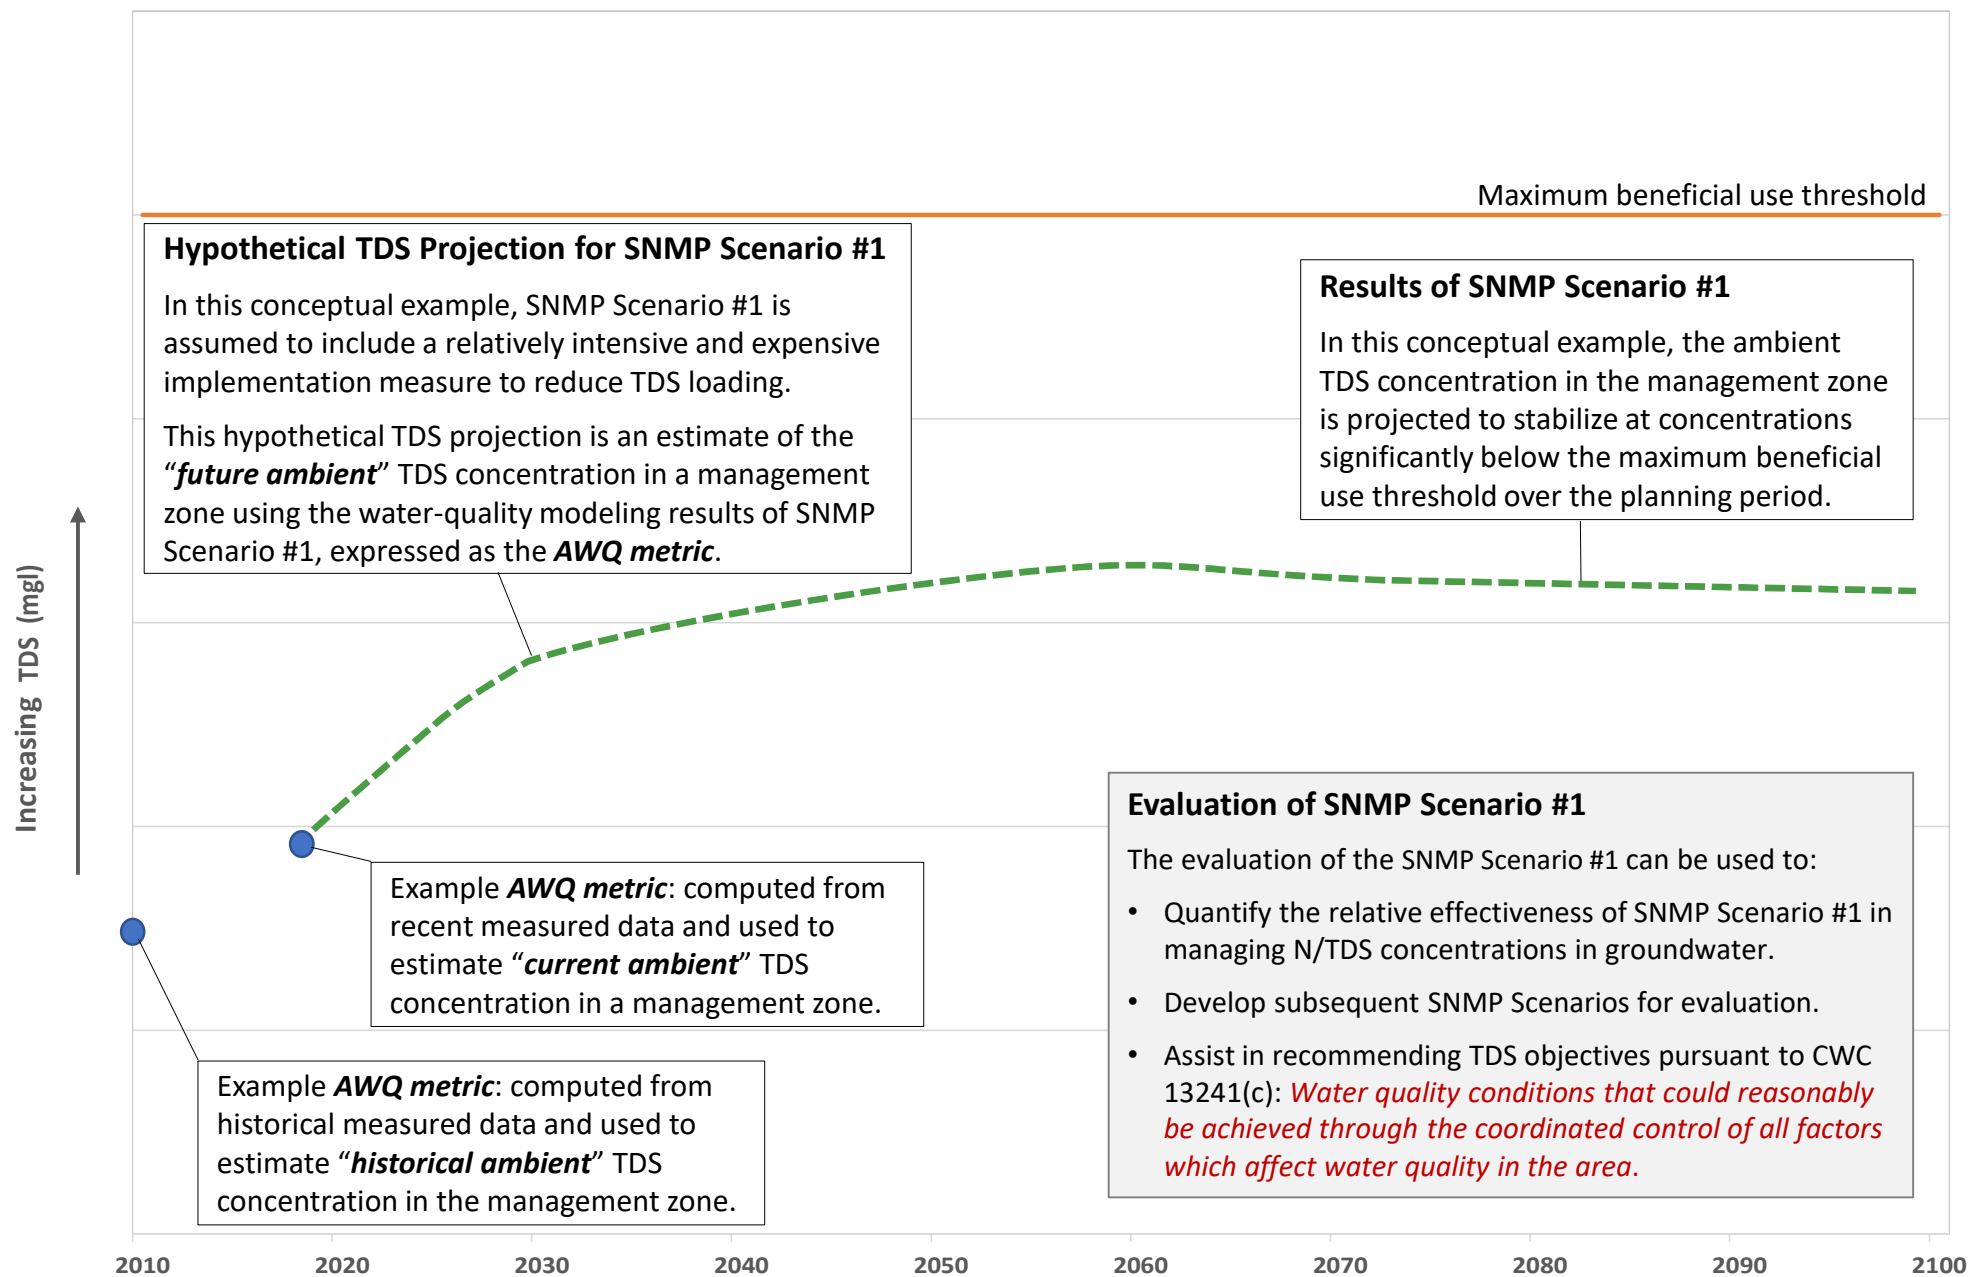 Maximum beneficial use threshold
Hypothetical TDS Projection for SNMP Scenario #1
In this conceptual example, SNMP Scenario #1 is
assumed to include a relatively intensive and expensive
implementation measure to reduce TDS loading.
This hypothetical TDS projection is an estimate of the
“future ambient” TDS concentration in a management
zone using the water-quality modeling results of SNMP
Scenario #1, expressed as the AWQ metric.
Results of SNMP Scenario #1
In this conceptual example, the ambient
TDS concentration in the management zone
is projected to stabilize at concentrations
significantly below the maximum beneficial
use threshold over the planning period.
Increasing TDS (mgl)
Example AWQ metric: computed from
recent measured data and used to
estimate “current ambient” TDS
concentration in a management zone.
Example AWQ metric: computed from
historical measured data and used to
estimate “historical ambient” TDS
concentration in the management zone.
Evaluation of SNMP Scenario #1
The evaluation of the SNMP Scenario #1 can be used to:
• Quantify the relative effectiveness of SNMP Scenario #1 in
managing N/TDS concentrations in groundwater.
• Develop subsequent SNMP Scenarios for evaluation.
• Assist in recommending TDS objectives pursuant to CWC
13241(c): Water quality conditions that could reasonably
be achieved through the coordinated control of all factors
which affect water quality in the area.
2010 2020 2030 2040 2050 2060 2070 2080 2090 2100